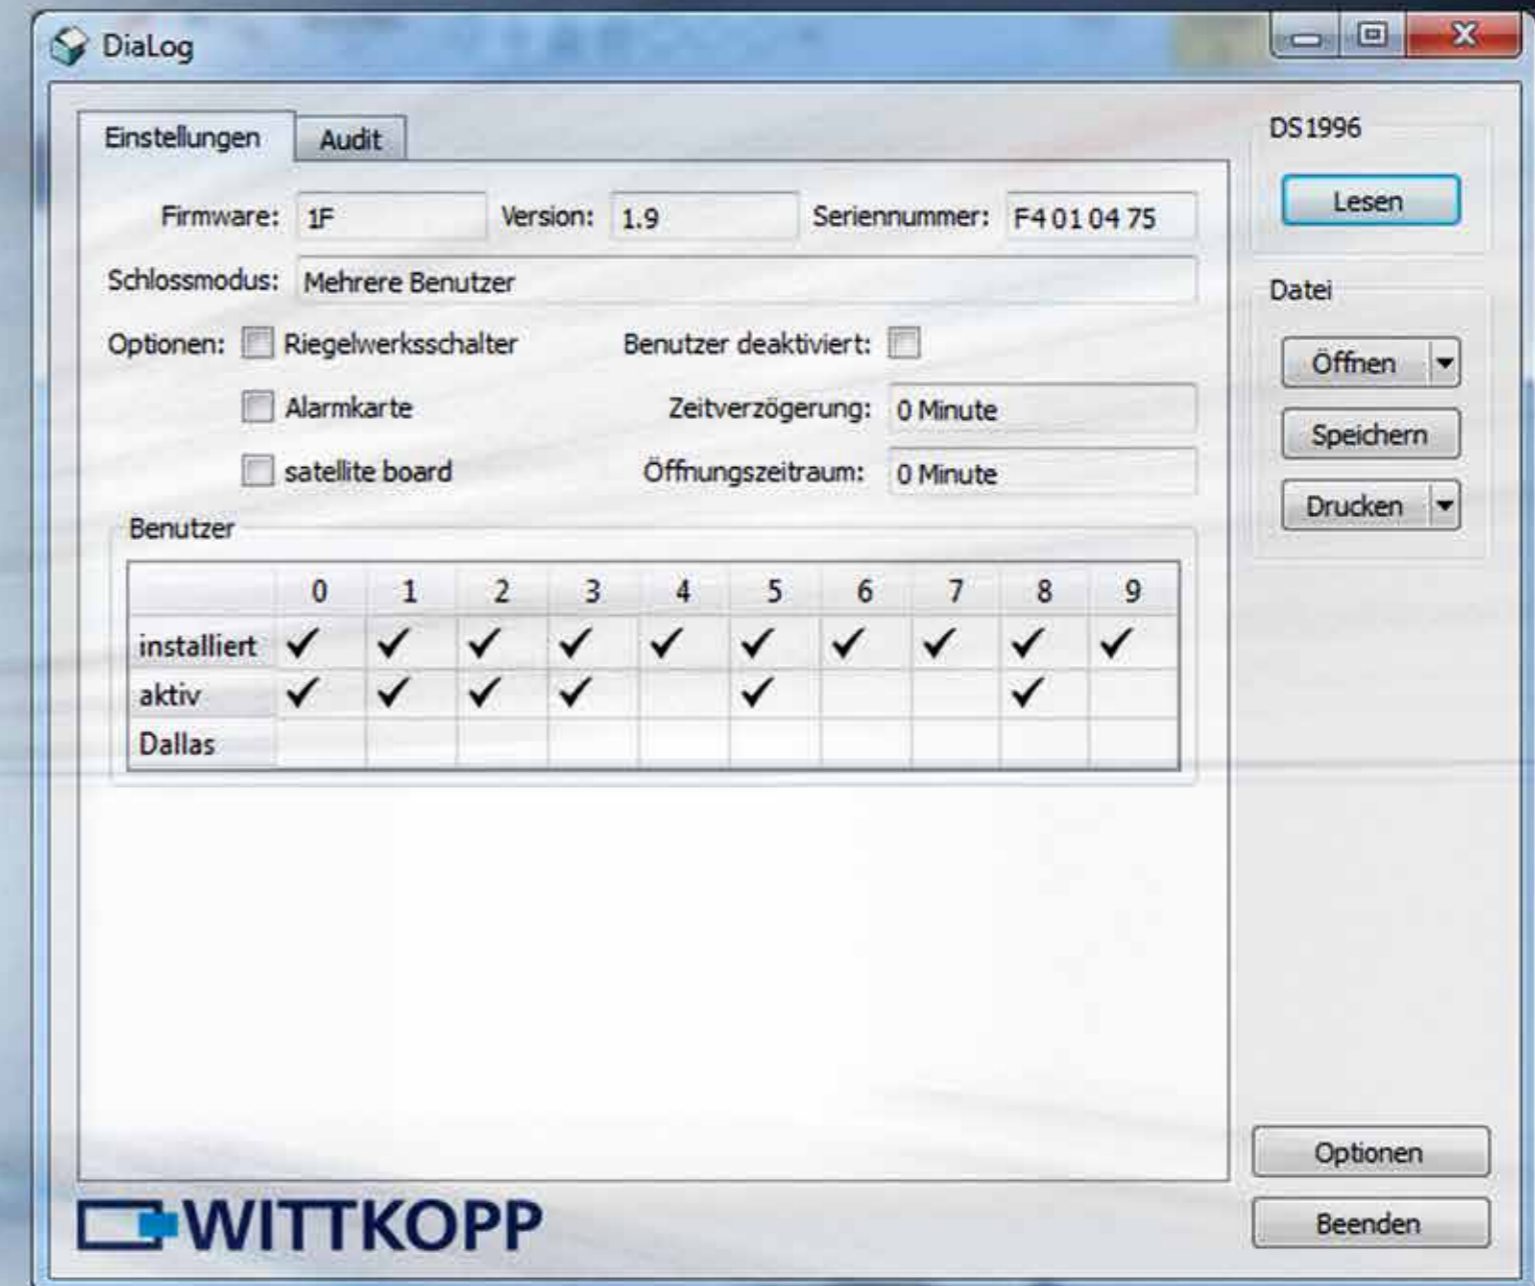 DiaLog
Einstellungen Audit
Firmware: 1F Version: 1.9 Seriennummer: F4 01 04 75
Schlossmodus: Mehrere Benutzer
Optionen: Riegelwerksschalter Benutzer deaktiviert:
Alarmkarte Zeitverzögerung: 0 Minute
satellite board Öffnungszeitraum: 0 Minute
Benutzer
0 1 2 3 4 5 6 7 8 9
installiert ✓ ✓ ✓ ✓ ✓ ✓ ✓ ✓ ✓ ✓
aktiv ✓ ✓ ✓ ✓ ✓ ✓
Dallas
DS1996
Lesen
Datei
Öffnen
Speichern
Drucken
Optionen
Beenden
WITTKOPP